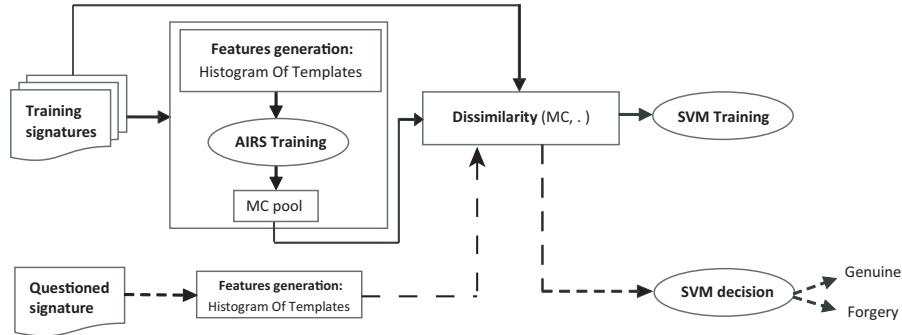 Features generation:
Histogram Of Templates
Training
signatures
AIRS Training
MC pool
Dissimilarity (MC, . )
SVM Training
Questioned
signature
Features generation:
Histogram Of Templates
SVM decision
Genuine
Forgery